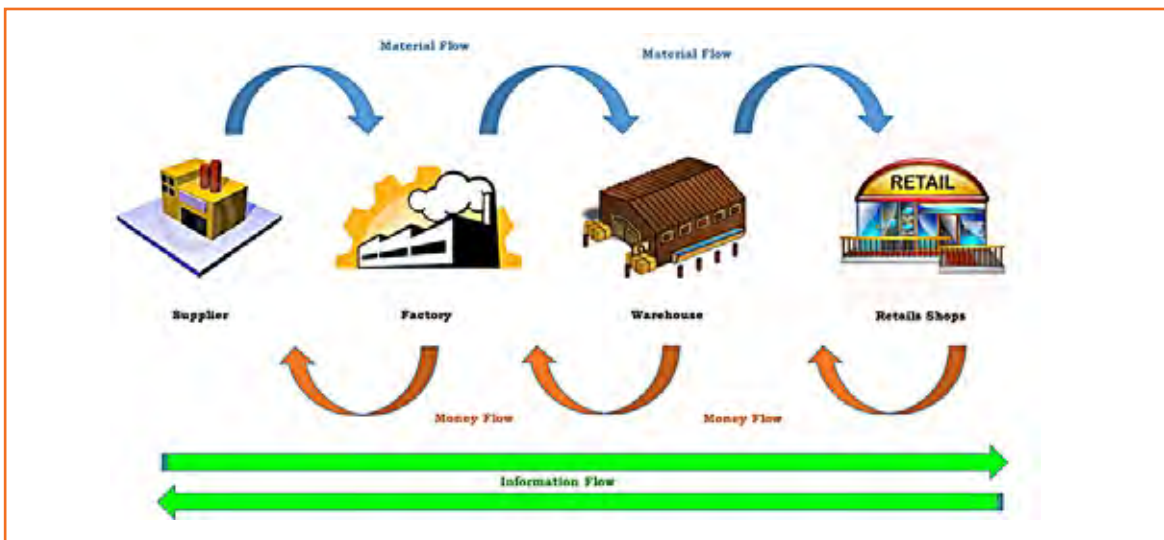 Material Flow
Material Flow
RETAIL
Supplier
Factory
Warehouse
Retails Shops
Money Flow
Money Flow
Information Flow